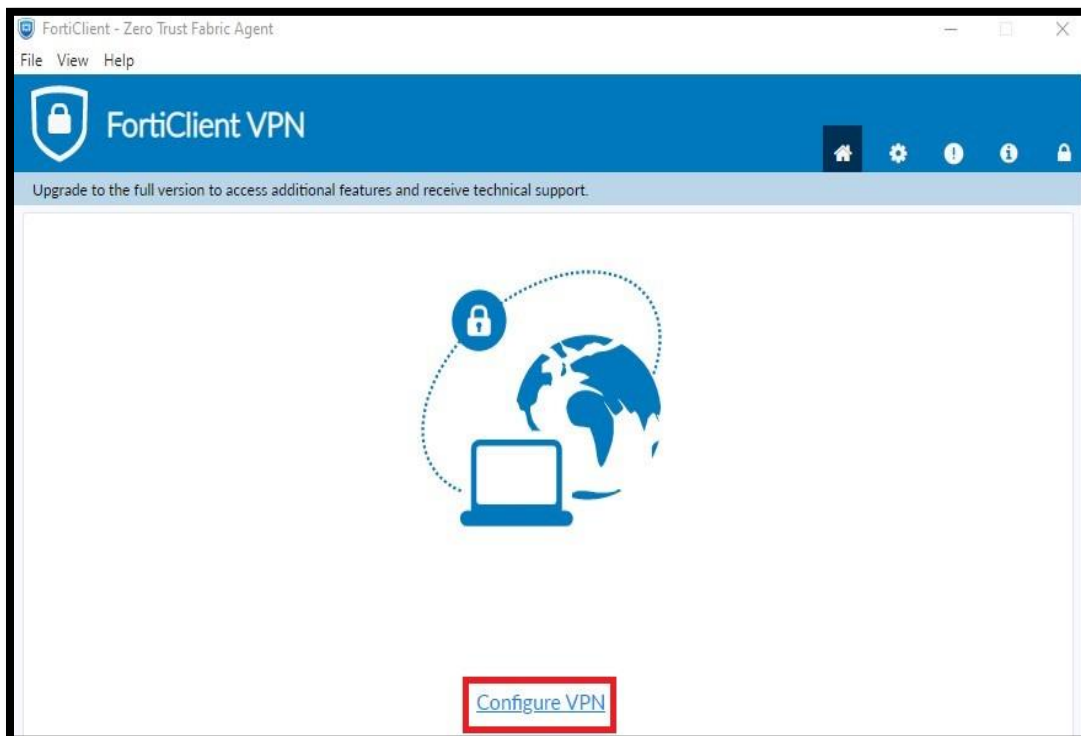 FortiClient - Zero Trust Fabric Agent
File View Help
FortiClient VPN
Upgrade to the full version to access additional features and receive technical support.
Configure VPN